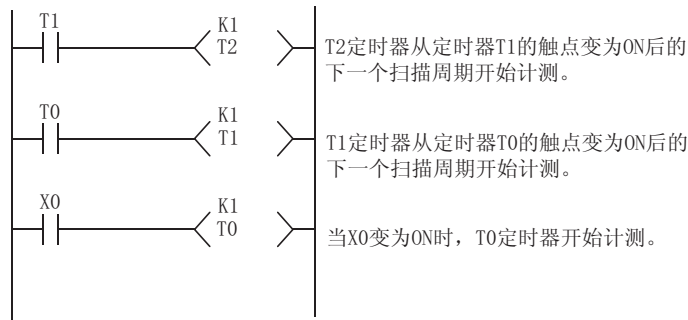 T1
K1
T2
T2定时器从定时器T1的触点变为ON后的
下一个扫描周期开始计测。
T0
K1
T1
T1定时器从定时器T0的触点变为ON后的
下一个扫描周期开始计测。
X0
K1
T0
当X0变为ON时，T0定时器开始计测。